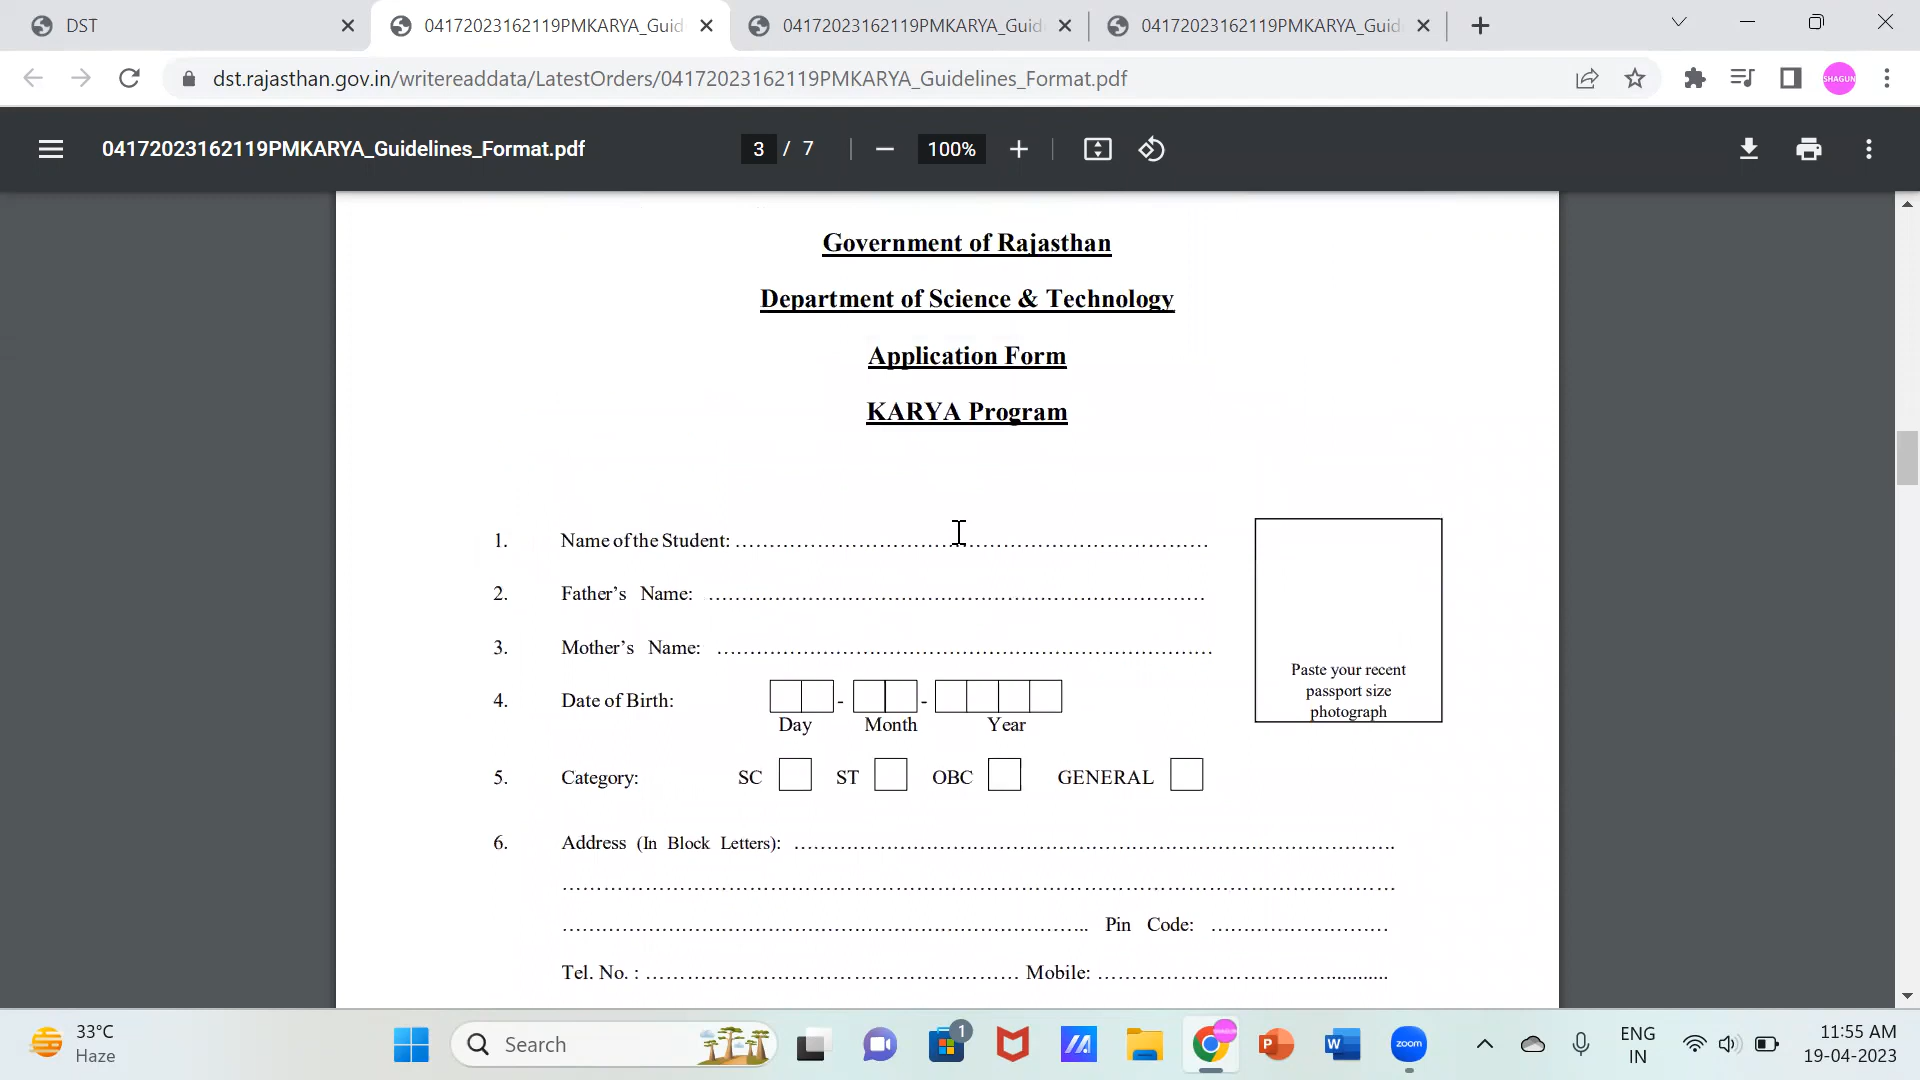 DST
04172023162119PMKARYA_Guid
04172023162119PMKARYA_Guid
04172023162119PMKARYA_Guid
dst.rajasthan.gov.in/writereaddata/LatestOrders/04172023162119PMKARYA_Guidelines_Format.pdf
SHAGUN
04172023162119PMKARYA_Guidelines_Format.pdf
3 / 7
100%
Government of Rajasthan
Department of Science & Technology
Application Form
KARYA Program
1. Name of the Student: ..........................................................................
2. Father’s Name: ..........................................................................
3. Mother’s Name: ..........................................................................
Paste your recent
passport size
photograph
4. Date of Birth: - -
Day Month Year
5. Category: SC ST OBC GENERAL
6. Address (In Block Letters): ..........................................................................................
..............................................................................................................................
............................................................................... Pin Code: ...........................
Tel. No. : ........................................................ Mobile: .............................................
33°C
Haze
Search
1
zoom
ENG
IN
11:55 AM
19-04-2023